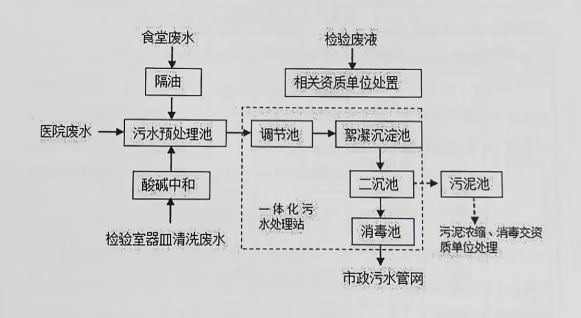 食堂废水
检验废液
隔油
相关资质单位处置
医院废水
污水预处理池
调节池
絮凝沉淀池
酸碱中和
二沉池
污泥池
一体化污
水处理站
消毒池
检验室器皿清洗废水
污泥浓缩、消毒交资
质单位处理
市政污水管网